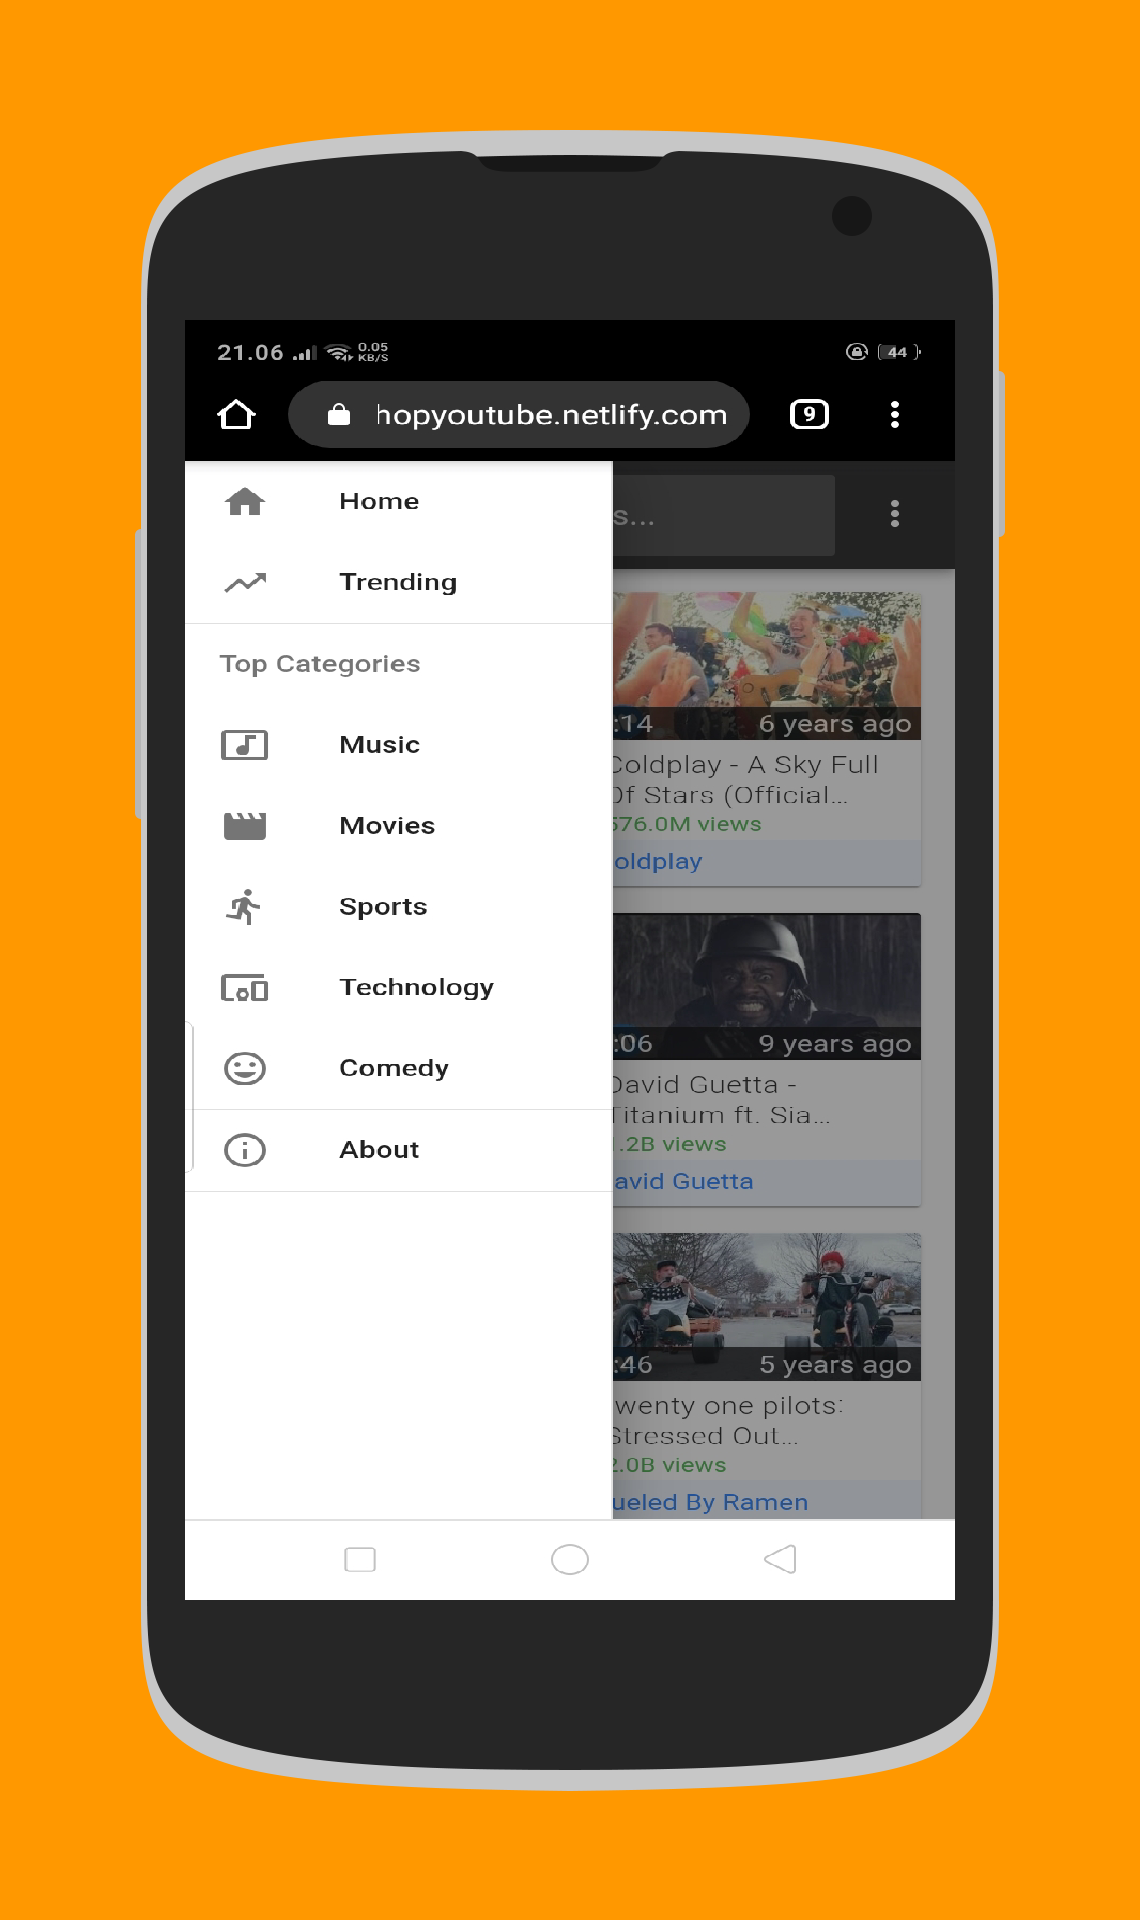 21.06
0.05
KB/S
44
hopyoutube.netlify.com
9
Home
Trending
Top Categories
Music
Movies
Sports
Technology
Comedy
About
s...
:14 6 years ago
Coldplay - A Sky Full
Of Stars (Official...
576.0M views
oldplay
:06 9 years ago
David Guetta -
Titanium ft. Sia...
1.2B views
avid Guetta
:46 5 years ago
wenty one pilots:
Stressed Out...
2.0B views
ueled By Ramen